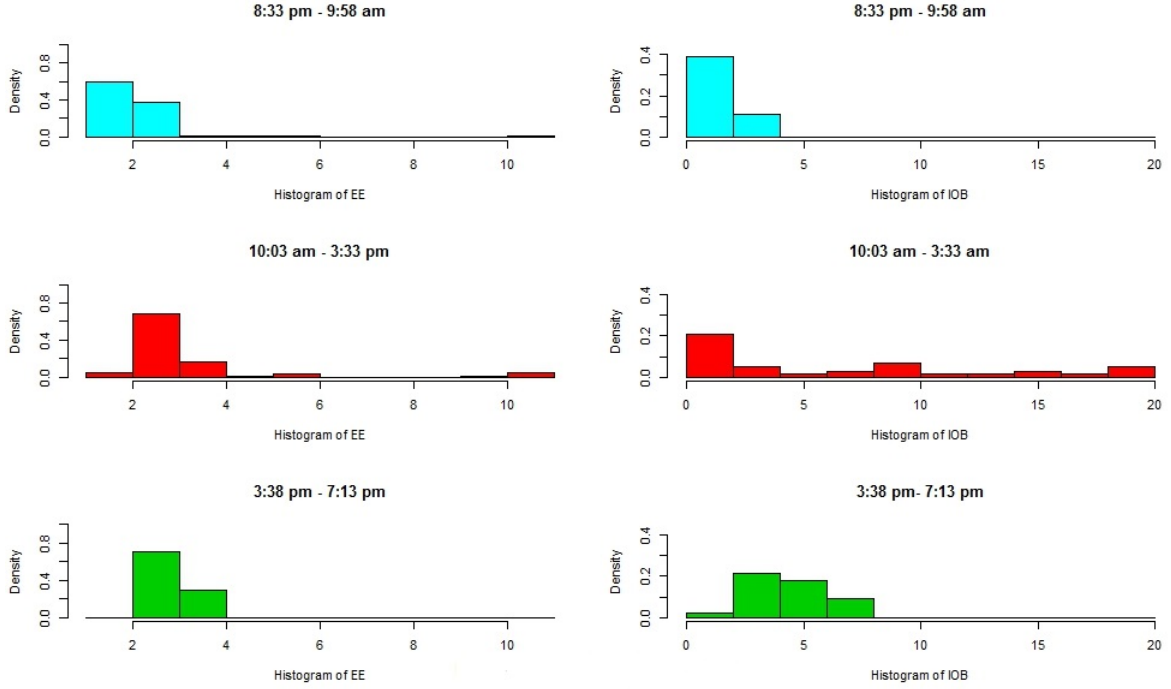 8:33 pm - 9:58 am
Density
0.0 0.4 0.8
2 4 6 8 10
Histogram of EE
8:33 pm - 9:58 am
Density
0.0 0.2 0.4
0 5 10 15 20
Histogram of IOB
10:03 am - 3:33 pm
Density
0.0 0.4 0.8
2 4 6 8 10
Histogram of EE
10:03 am - 3:33 am
Density
0.0 0.2 0.4
0 5 10 15 20
Histogram of IOB
3:38 pm - 7:13 pm
Density
0.0 0.4 0.8
2 4 6 8 10
Histogram of EE
3:38 pm- 7:13 pm
Density
0.0 0.2 0.4
0 5 10 15 20
Histogram of IOB